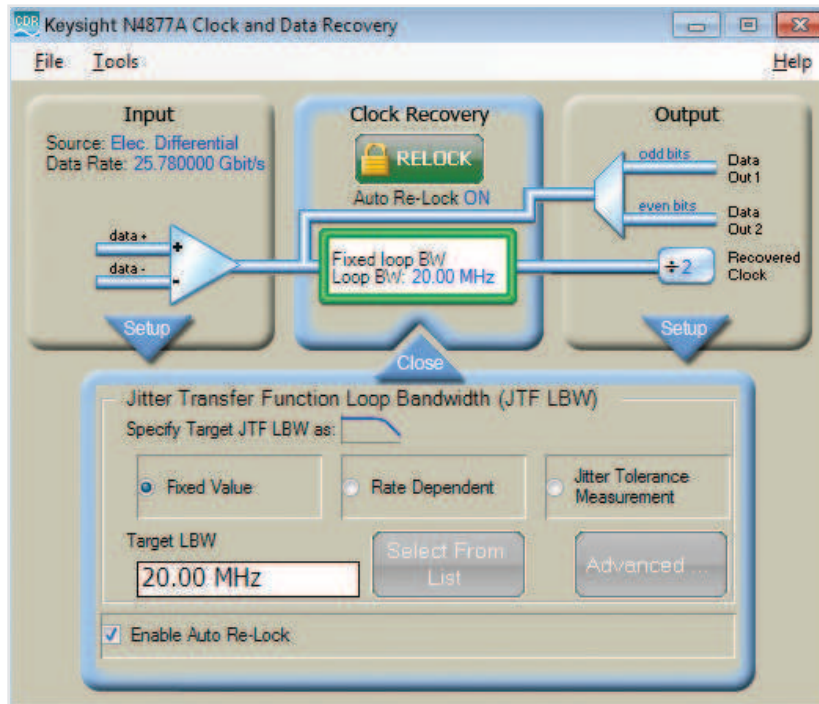 CDR Keysight N4877A Clock and Data Recovery
File Tools Help
Input
Source: Elec. Differential
Data Rate: 25.780000 Gbit/s
data +
data -
+
-
Setup
Clock Recovery
RELOCK
Auto Re-Lock ON
Fixed loop BW
Loop BW: 20.00 MHz
Close
Output
odd bits
Data
Out 1
even bits
Data
Out 2
÷2
Recovered
Clock
Setup
Jitter Transfer Function Loop Bandwidth (JTF LBW)
Specify Target JTF LBW as:
Fixed Value
Rate Dependent
Jitter Tolerance
Measurement
Target LBW
20.00 MHz
Select From
List
Advanced ...
Enable Auto Re-Lock